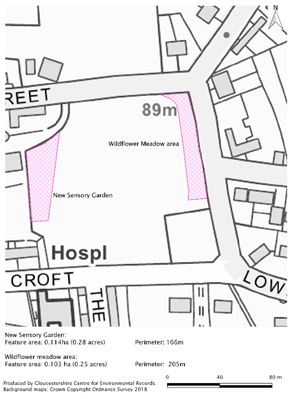 N
REET
89m
Wildflower Meadow area
New Sensory Garden
Hospl
CROFT
THE
LOW
New Sensory Garden:
Feature area: 0.114ha (0.28 acres) Perimeter: 166m
Wildflower meadow area:
Feature area: 0.103 ha (0.25 acres) Perimeter: 205m
Produced by Gloucestershire Centre for Environmental Records
Background maps: Crown Copyright Ordnance Survey 2018
0 40 80 m